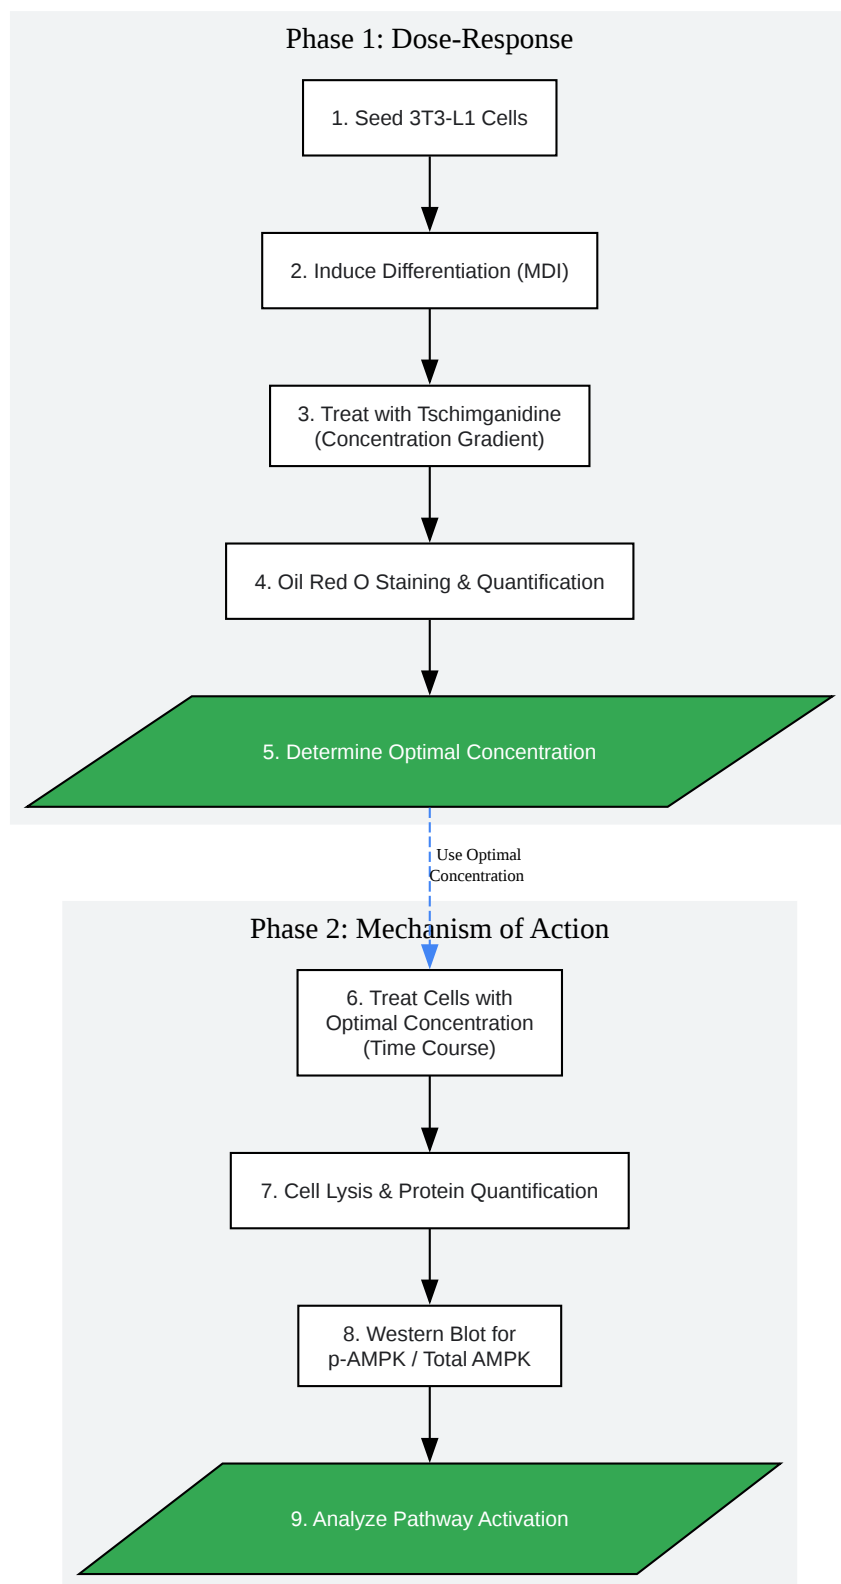 Phase 1: Dose-Response
1. Seed 3T3-L1 Cells
2. Induce Differentiation (MDI)
3. Treat with Tschimganidine
(Concentration Gradient)
4. Oil Red O Staining & Quantification
5. Determine Optimal Concentration
Use Optimal
Concentration
Phase 2: Mechanism of Action
6. Treat Cells with
Optimal Concentration
(Time Course)
7. Cell Lysis & Protein Quantification
8. Western Blot for
p-AMPK / Total AMPK
9. Analyze Pathway Activation